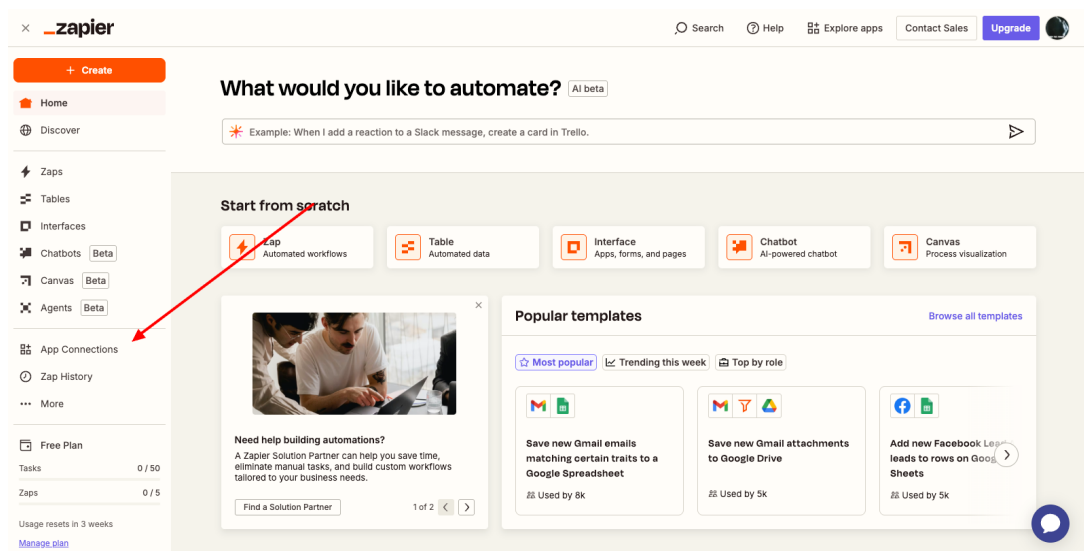 _zapier
Search
Help
Explore apps
Contact Sales
Upgrade
+ Create
Home
Discover
Zaps
Tables
Interfaces
Chatbots Beta
Canvas Beta
Agents Beta
App Connections
Zap History
More
Free Plan
Tasks 0 / 50
Zaps 0 / 5
Usage resets in 3 weeks
Manage plan
What would you like to automate? AI beta
Example: When I add a reaction to a Slack message, create a card in Trello.
Start from scratch
Zap
Automated workflows
Table
Automated data
Interface
Apps, forms, and pages
Chatbot
AI-powered chatbot
Canvas
Process visualization
Need help building automations?
A Zapier Solution Partner can help you save time,
eliminate manual tasks, and build custom workflows
tailored to your business needs.
Find a Solution Partner
1 of 2
Popular templates
Browse all templates
Most popular
Trending this week
Top by role
Save new Gmail emails
matching certain traits to a
Google Spreadsheet
Used by 8k
Save new Gmail attachments
to Google Drive
Used by 5k
Add new Facebook Lead
leads to rows on Goog
Sheets
Used by 5k